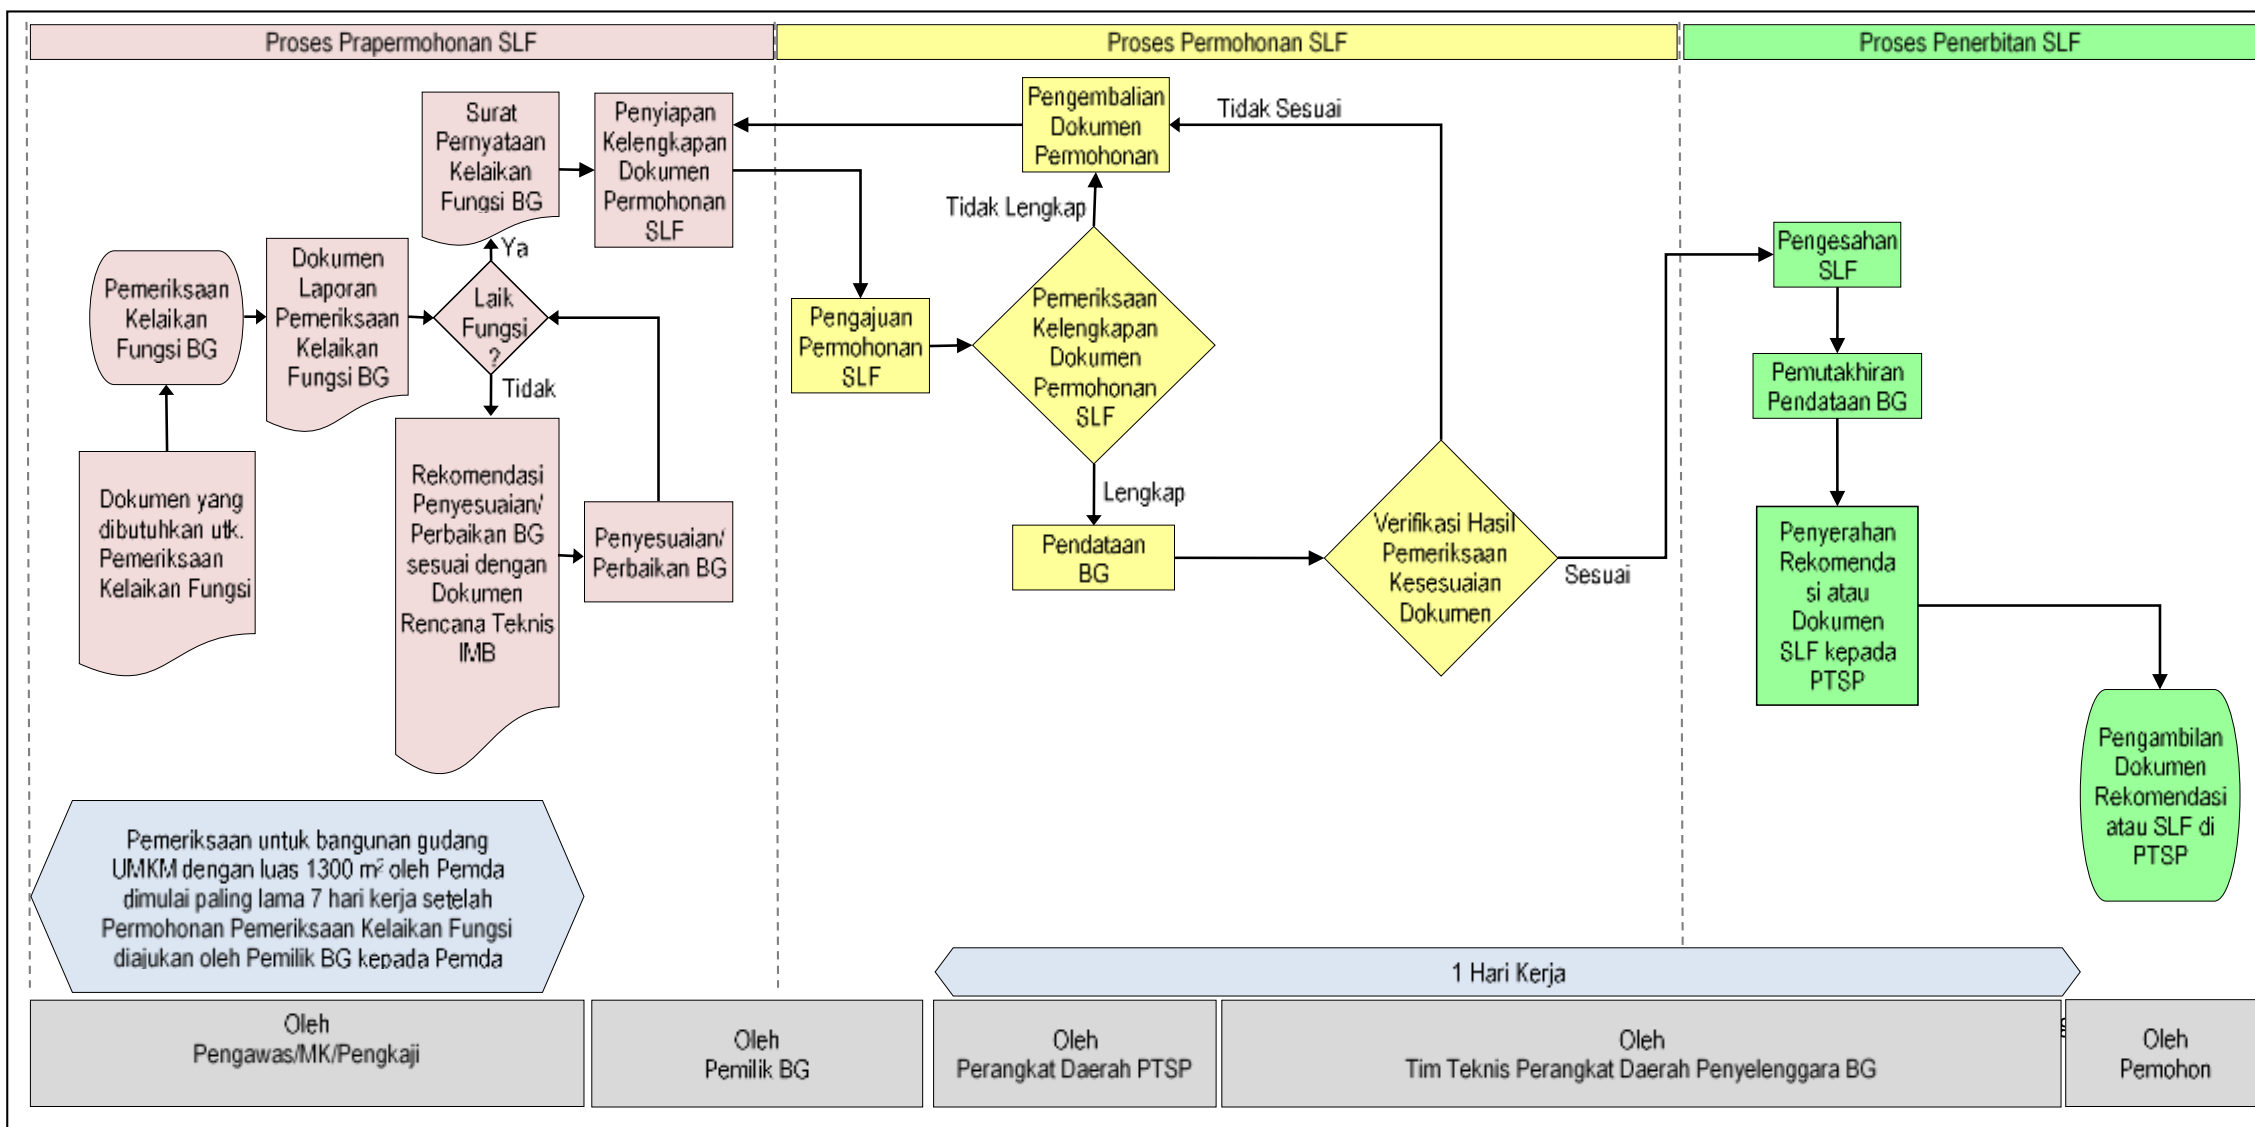 Proses Prapermohonan SLF
Proses Permohonan SLF
Proses Penerbitan SLF
Surat
Pernyataan
Kelaikan
Fungsi BG
Penyiapan
Kelengkapan
Dokumen
Permohonan
SLF
Pengembalian
Dokumen
Permohonan
Tidak Sesuai
Tidak Lengkap
Ya
Pemeriksaan
Kelaikan
Fungsi BG
Dokumen
Laporan
Pemeriksaan
Kelaikan
Fungsi BG
Laik
Fungsi
?
Tidak
Pengajuan
Permohonan
SLF
Pemeriksaan
Kelengkapan
Dokumen
Permohonan
SLF
Pengesahan
SLF
Pemutakhiran
Pendataan BG
Dokumen yang
dibutuhkan utk.
Pemeriksaan
Kelaikan Fungsi
Rekomendasi
Penyesuaian/
Perbaikan BG
sesuai dengan
Dokumen
Rencana Teknis
IMB
Penyesuaian/
Perbaikan BG
Lengkap
Pendataan
BG
Verifikasi Hasil
Pemeriksaan
Kesesuaian
Dokumen
Sesuai
Penyerahan
Rekomenda
si atau
Dokumen
SLF kepada
PTSP
Pengambilan
Dokumen
Rekomendasi
atau SLF di
PTSP
Pemeriksaan untuk bangunan gudang
UMKM dengan luas 1300 m² oleh Pemda
dimulai paling lama 7 hari kerja setelah
Permohonan Pemeriksaan Kelaikan Fungsi
diajukan oleh Pemilik BG kepada Pemda
1 Hari Kerja
Oleh
Pengawas/MK/Pengkaji
Oleh
Pemilik BG
Oleh
Perangkat Daerah PTSP
Oleh
Tim Teknis Perangkat Daerah Penyelenggara BG
Oleh
Pemohon